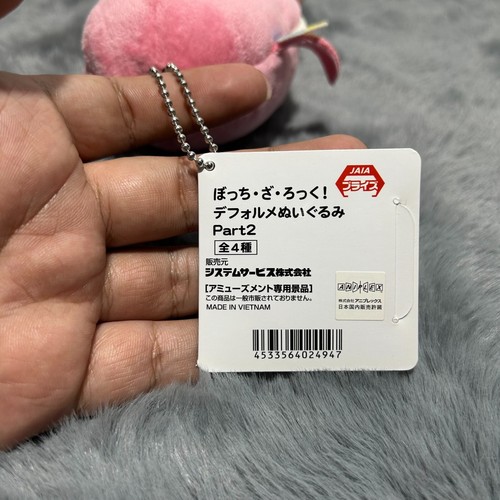 JAIA
プライズ
ぼっち・ざ・ろっく!
デフォルメぬいぐるみ
Part2
全4種
販売元
システムサービス株式会社
【アミューズメント専用景品】
この商品は一般市販されておりません。
MADE IN VIETNAM
ANIPLEX
株式会社アニプレックス
日本国内販売許諾
4533564024947